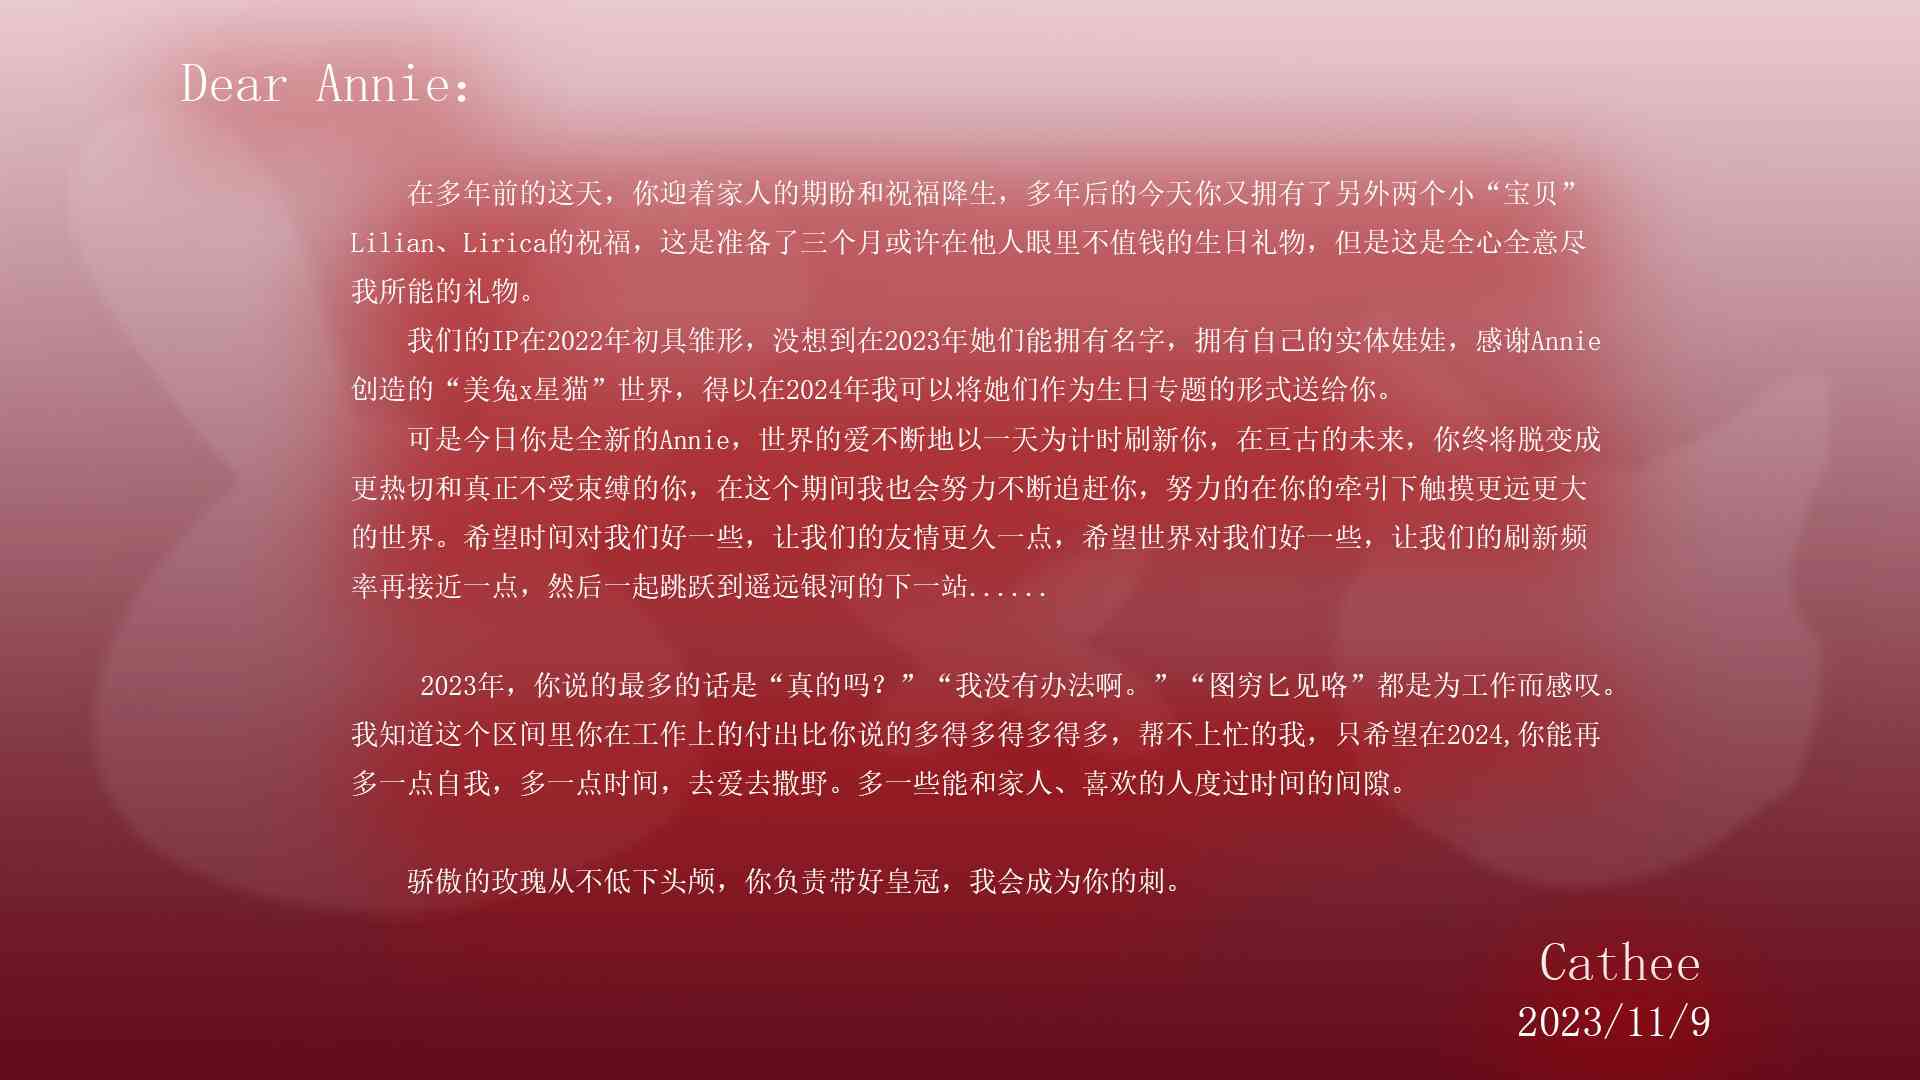 Dear Annie：
在多年前的这天，你迎着家人的期盼和祝福降生，多年后的今天你又拥有了另外两个小“宝贝”
Lilian、Lirica的祝福，这是准备了三个月或许在他人眼里不值钱的生日礼物，但是这是全心全意尽
我所能的礼物。
我们的IP在2022年初具雏形，没想到在2023年她们能拥有名字，拥有自己的实体娃娃，感谢Annie
创造的“美兔x星猫”世界，得以在2024年我可以将她们作为生日专题的形式送给你。
可是今日你是全新的Annie，世界的爱不断地以一天为计时刷新你，在亘古的未来，你终将脱变成
更热切和真正不受束缚的你，在这个期间我也会努力不断追赶你，努力的在你的牵引下触摸更远更大
的世界。希望时间对我们好一些，让我们的友情更久一点，希望世界对我们好一些，让我们的刷新频
率再接近一点，然后一起跳跃到遥远银河的下一站......
2023年，你说的最多的话是“真的吗？”“我没有办法啊。”“图穷匕见咯”都是为工作而感叹。
我知道这个区间里你在工作上的付出比你说的多得多得多得多，帮不上忙的我，只希望在2024,你能再
多一点自我，多一点时间，去爱去撒野。多一些能和家人、喜欢的人度过时间的间隙。
骄傲的玫瑰从不低下头颅，你负责带好皇冠，我会成为你的刺。
Cathee
2023/11/9